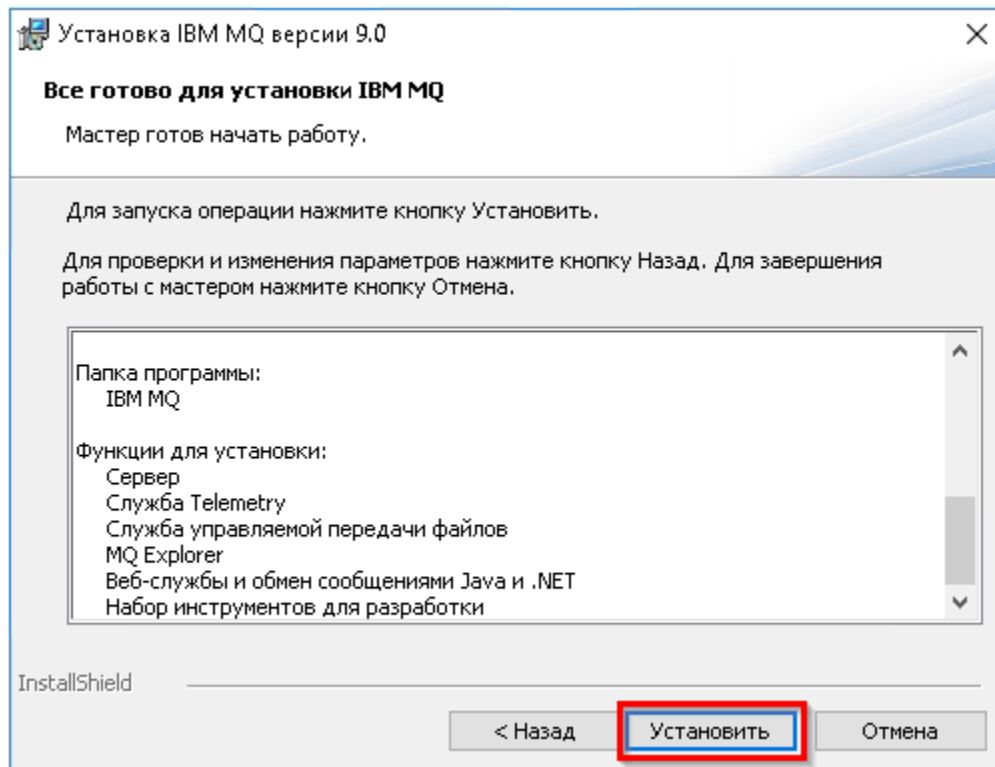 Установка IBM MQ версии 9.0
Все готово для установки IBM MQ
Мастер готов начать работу.
Для запуска операции нажмите кнопку Установить.
Для проверки и изменения параметров нажмите кнопку Назад. Для завершения
работы с мастером нажмите кнопку Отмена.
Папка программы:
IBM MQ
Функции для установки:
Сервер
Служба Telemetry
Служба управляемой передачи файлов
MQ Explorer
Веб-службы и обмен сообщениями Java и .NET
Набор инструментов для разработки
InstallShield
< Назад
Установить
Отмена